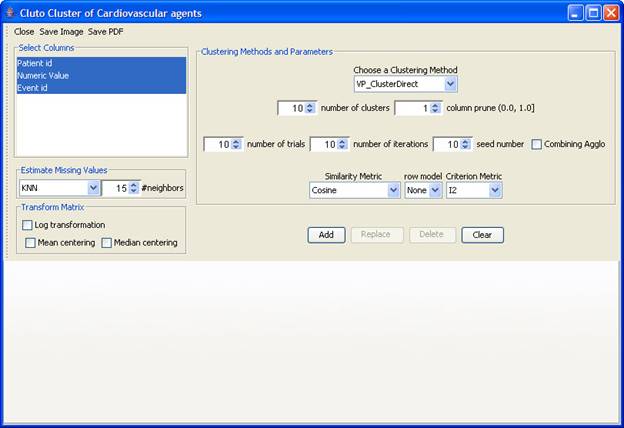 Cluto Cluster of Cardiovascular agents
Close Save Image Save PDF
Select Columns
Patient id
Numeric Value
Event id
Estimate Missing Values
KNN 15 #neighbors
Transform Matrix
Log transformation
Mean centering Median centering
Clustering Methods and Parameters
Choose a Clustering Method
VP_ClusterDirect
10 number of clusters 1 column prune (0.0, 1.0]
10 number of trials 10 number of iterations 10 seed number Combining Agglo
Similarity Metric row model Criterion Metric
Cosine None I2
Add Replace Delete Clear